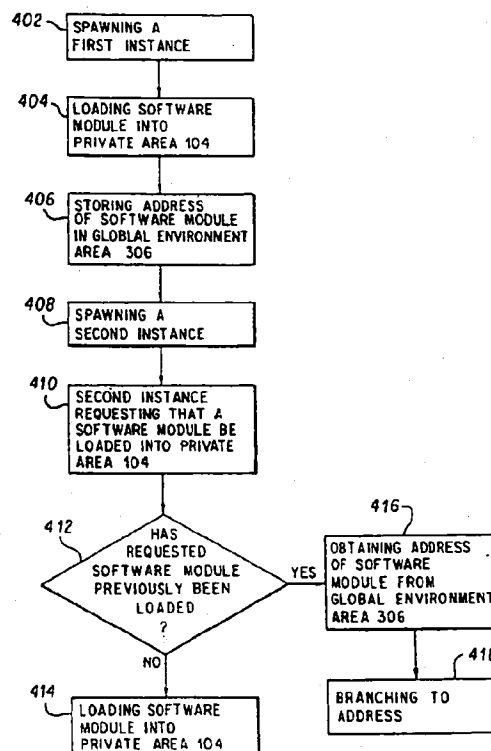 402
SPAWNING A
FIRST INSTANCE
404
LOADING SOFTWARE
MODULE INTO
PRIVATE AREA 104
406
STORING ADDRESS
OF SOFTWARE MODULE
IN GLOBLAL ENVIRONMENT
AREA 306
408
SPAWNING A
SECOND INSTANCE
410
SECOND INSTANCE
REQUESTING THAT A
SOFTWARE MODULE BE
LOADED INTO PRIVATE
AREA 104
412
HAS
REQUESTED
SOFTWARE MODULE
PREVIOUSLY BEEN
LOADED
?
YES
416
OBTAINING ADDRESS
OF SOFTWARE
MODULE FROM
GLOBAL ENVIRONMENT
AREA 306
BRANCHING TO
ADDRESS
NO
414
LOADING SOFTWARE
MODULE INTO
PRIVATE AREA 104